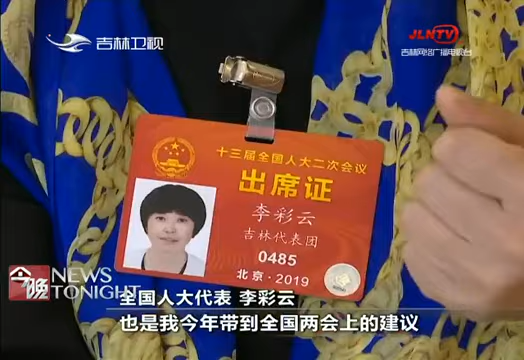 吉林卫视
JLNTV
吉林网络广播电视台
十三届全国人大二次会议
出席证
李彩云
吉林代表团
0485
北京·2019
今晚
NEWS
TONIGHT
全国人大代表 李彩云
也是我今年带到全国两会上的建议